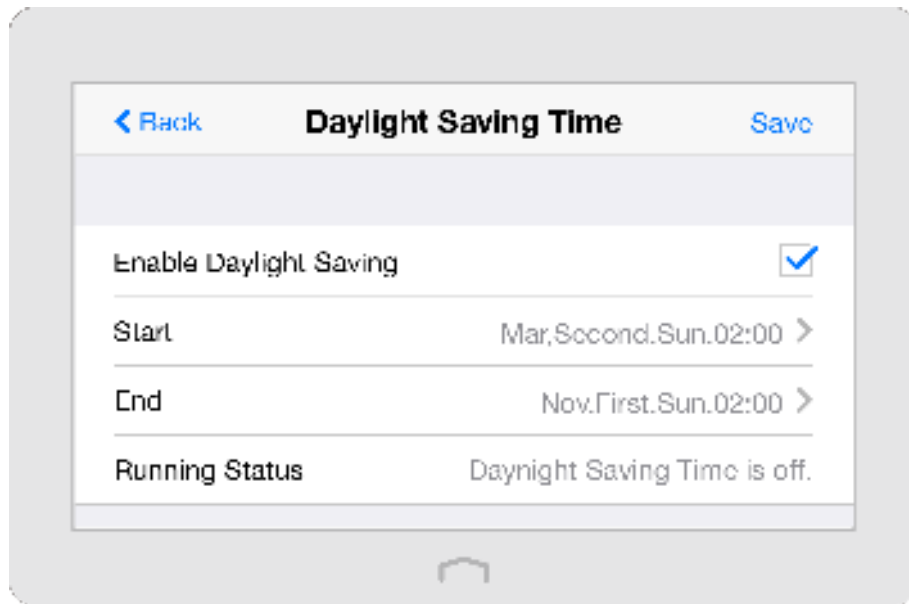 Back Daylight Saving Time Save
Enable Daylight Saving
Start Mar,Second.Sun.02:00
End Nov.First.Sun.02:00
Running Status Daynight Saving Time is off.